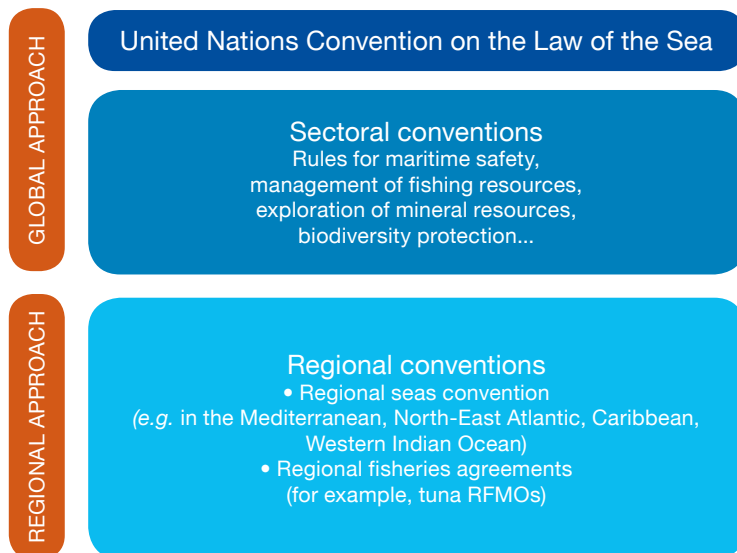 GLOBAL APPROACH
United Nations Convention on the Law of the Sea
Sectoral conventions
Rules for maritime safety,
management of fishing resources,
exploration of mineral resources,
biodiversity protection...
REGIONAL APPROACH
Regional conventions
• Regional seas convention
(e.g. in the Mediterranean, North-East Atlantic, Caribbean,
Western Indian Ocean)
• Regional fisheries agreements
(for example, tuna RFMOs)